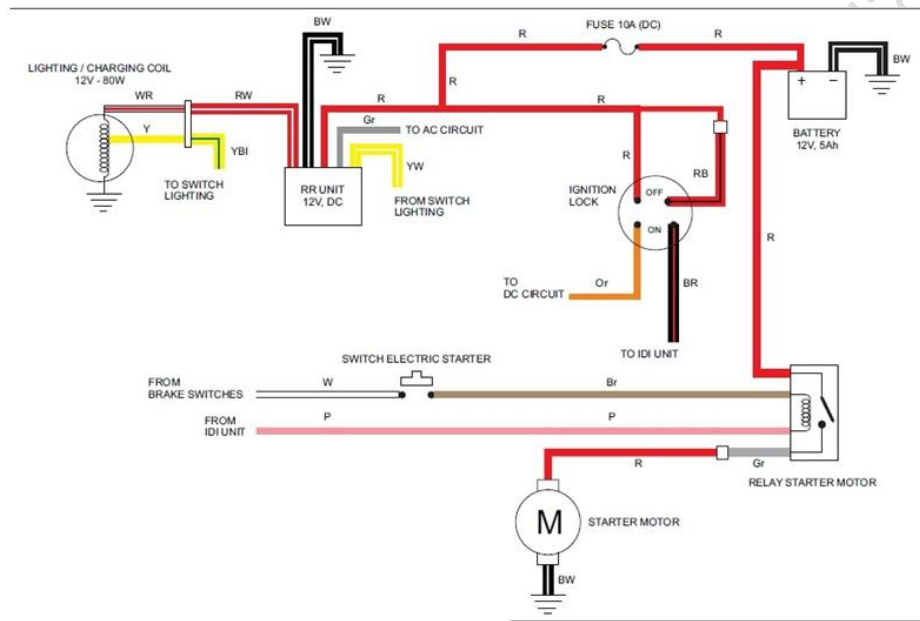 BW
FUSE 10A (DC)
R
R
R
LIGHTING / CHARGING COIL
12V - 80W
BW
WR
RW
R
R
+ −
Gr
TO AC CIRCUIT
BATTERY
12V, 5Ah
Y
YBI
TO SWITCH
LIGHTING
RR UNIT
12V, DC
YW
FROM SWITCH
LIGHTING
R
RB
IGNITION
LOCK
OFF
ON
R
TO
DC CIRCUIT
Or
BR
TO IDI UNIT
SWITCH ELECTRIC STARTER
FROM
BRAKE SWITCHES
W
Br
FROM
IDI UNIT
P
P
R
Gr
RELAY STARTER MOTOR
M
STARTER MOTOR
BW